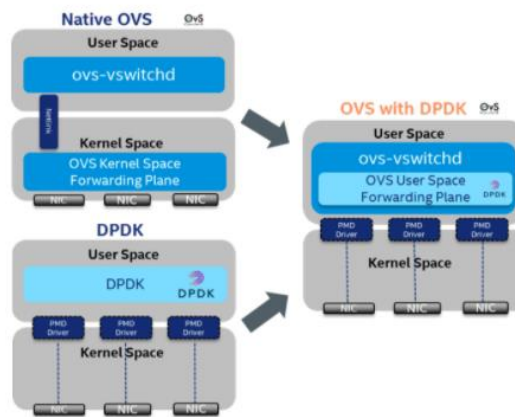 Native OVS
OvS
User Space
ovs-vswitchd
Netlink
Kernel Space
OVS Kernel Space
Forwarding Plane
NIC NIC NIC
DPDK
User Space
DPDK
DPDK
PMD
Driver
PMD
Driver
PMD
Driver
Kernel Space
NIC NIC NIC
OVS with DPDK
OvS
User Space
ovs-vswitchd
OVS User Space
Forwarding Plane
DPDK
PMD
Driver
PMD
Driver
PMD
Driver
Kernel Space
NIC NIC NIC